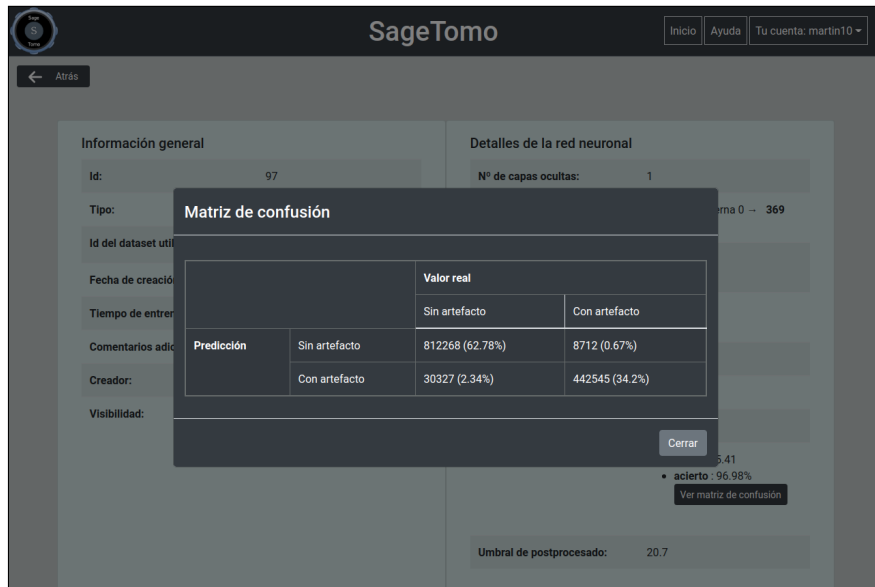 Sage
S
Tomo
SageTomo
Inicio
Ayuda
Tu cuenta: martin10
← Atrás
Información general
Id: 97
Tipo:
Id del dataset util
Fecha de creació
Tiempo de entrer
Comentarios adic
Creador:
Visibilidad:
Detalles de la red neuronal
Nº de capas ocultas: 1
erna 0 → 369
5.41
• acierto : 96.98%
Ver matriz de confusión
Umbral de postprocesado: 20.7
Matriz de confusión
Valor real
Sin artefacto Con artefacto
Predicción Sin artefacto 812268 (62.78%) 8712 (0.67%)
Con artefacto 30327 (2.34%) 442545 (34.2%)
Cerrar